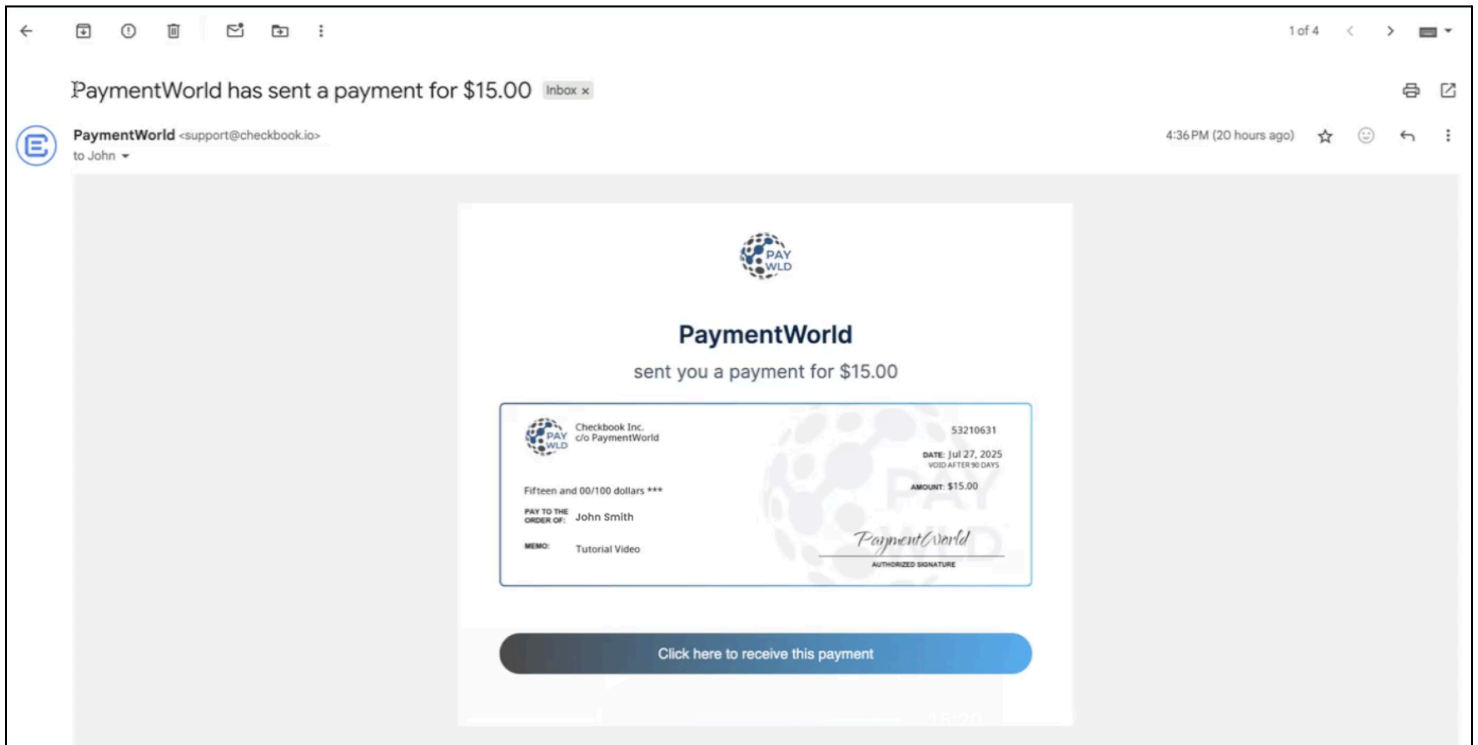 1 of 4
PaymentWorld has sent a payment for $15.00 Inbox ×
PaymentWorld <support@checkbook.io> 4:36 PM (20 hours ago)
to John
PAY
WLD
PaymentWorld
sent you a payment for $15.00
PAY
WLD
Checkbook Inc.
c/o PaymentWorld
53210631
DATE: Jul 27, 2025
VOID AFTER 90 DAYS
AMOUNT: $15.00
Fifteen and 00/100 dollars ***
PAY TO THE
ORDER OF: John Smith
MEMO: Tutorial Video
PAY
WLD
PaymentWorld
AUTHORIZED SIGNATURE
Click here to receive this payment